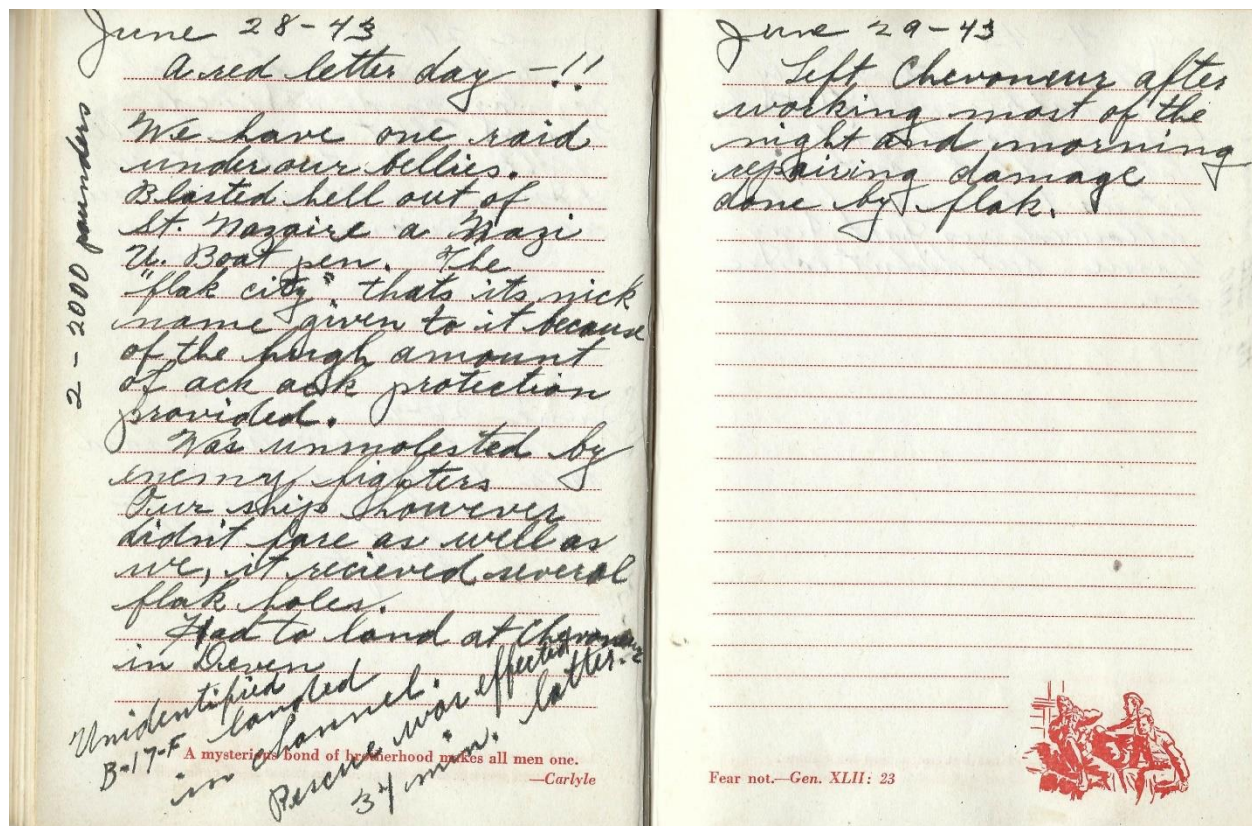 June 28-43
A red letter day -!!
We have one raid
under our bellies.
Blasted hell out of
St. Nazaire a Nazi
U. Boat pen. The
"flak city" thats its nick
name given to it because
of the hugh amount
of ack ack protection
provided.
Was unmolested by
enemy fighters
Our ship however
didn't fare as well as
we, it recieved several
flak holes.
Had to land at Chevoneur
in Deven
Unidentified
B-17-F landed
in channel.
Rescue was effected
34 min. latter.
2-2000 pounders
A mysterious bond of brotherhood makes all men one.
—Carlyle
June 29-43
Left Chevoneur after
working most of the
night and morning
repairing damage
done by flak.
Fear not.—Gen. XLII: 23